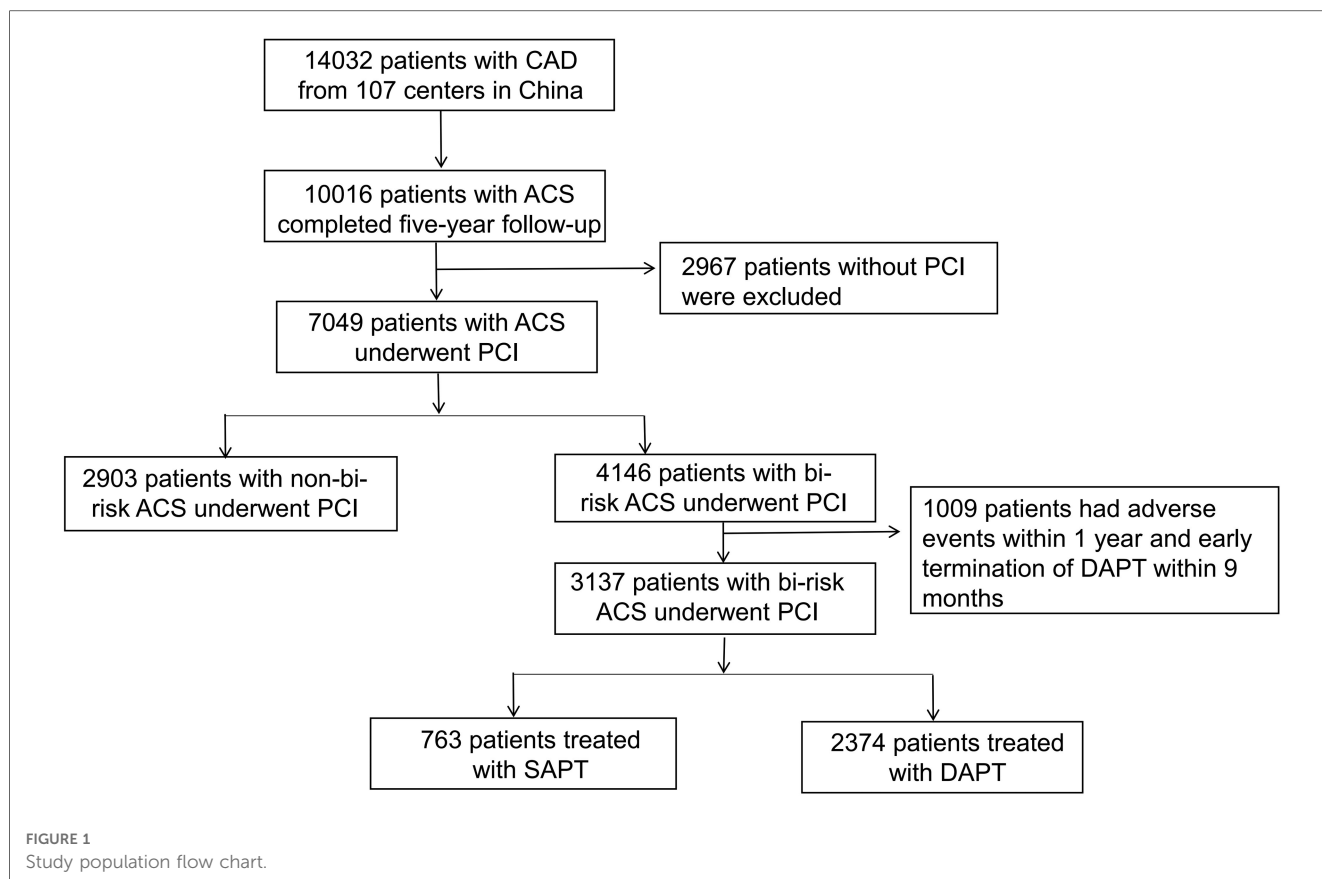 14032 patients with CAD
from 107 centers in China
10016 patients with ACS
completed five-year follow-up
2967 patients without PCI
were excluded
7049 patients with ACS
underwent PCI
2903 patients with non-bi-
risk ACS underwent PCI
4146 patients with bi-
risk ACS underwent PCI
1009 patients had adverse
events within 1 year and early
termination of DAPT within 9
months
3137 patients with bi-risk
ACS underwent PCI
763 patients treated
with SAPT
2374 patients treated
with DAPT
FIGURE 1
Study population flow chart.